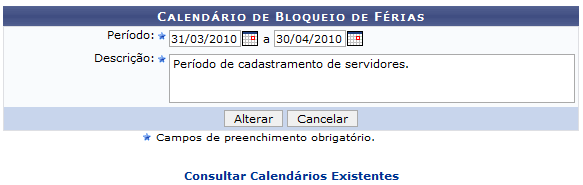 Calendário de Bloqueio de Férias
Período: 31/03/2010 a 30/04/2010
Descrição: Período de cadastramento de servidores.
Alterar Cancelar
Campos de preenchimento obrigatório.
Consultar Calendários Existentes